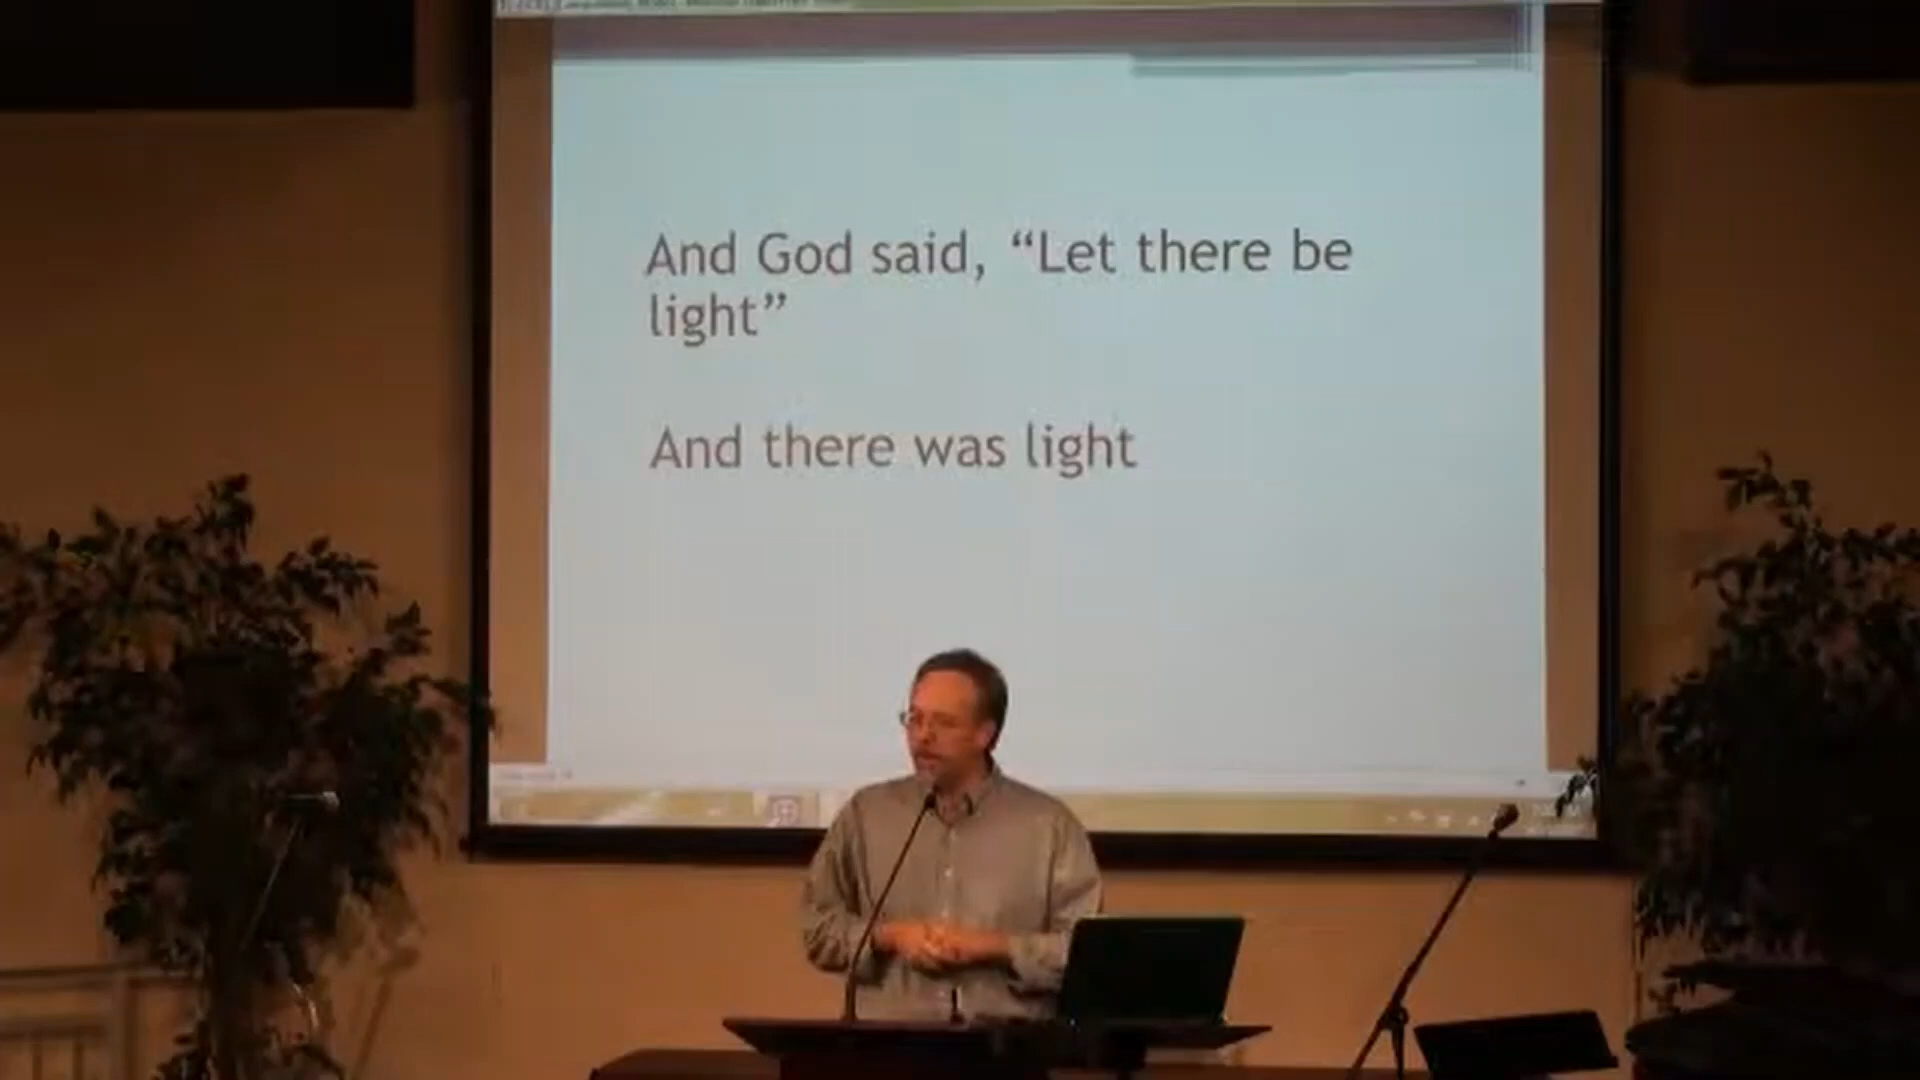 And God said, “Let there be
light”
And there was light